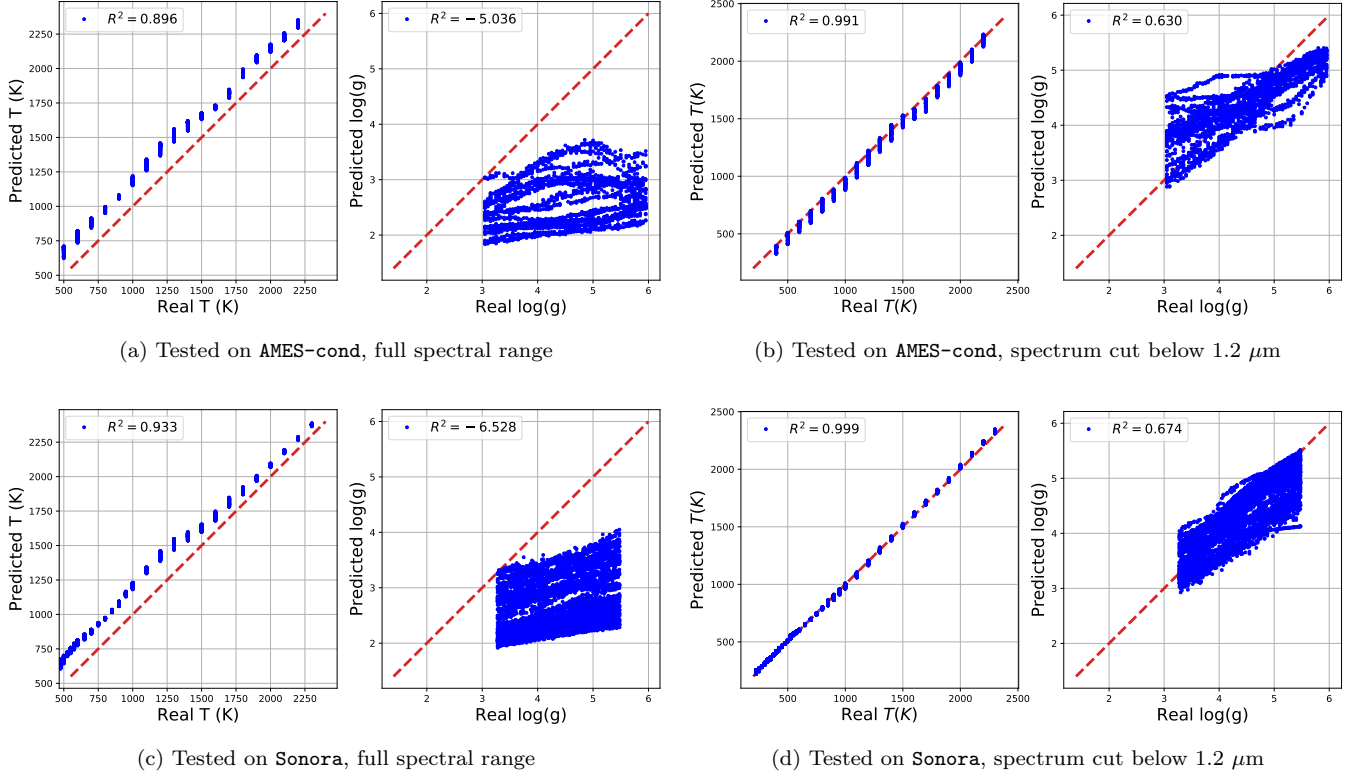 R² = 0.896
2250
2000
1750
1500
1250
1000
750
500
Predicted T (K)
500 750 1000 1250 1500 1750 2000 2250
Real T (K)
R² = −5.036
6
5
4
3
2
Predicted log(g)
2 3 4 5 6
Real log(g)
(a) Tested on AMES-cond, full spectral range
R² = 0.991
2500
2000
1500
1000
500
Predicted T(K)
500 1000 1500 2000 2500
Real T(K)
R² = 0.630
6
5
4
3
2
Predicted log(g)
2 3 4 5 6
Real log(g)
(b) Tested on AMES-cond, spectrum cut below 1.2 μm
R² = 0.933
2250
2000
1750
1500
1250
1000
750
500
Predicted T (K)
500 750 1000 1250 1500 1750 2000 2250
Real T (K)
R² = −6.528
6
5
4
3
2
Predicted log(g)
2 3 4 5 6
Real log(g)
(c) Tested on Sonora, full spectral range
R² = 0.999
2500
2000
1500
1000
500
Predicted T(K)
500 1000 1500 2000 2500
Real T(K)
R² = 0.674
6
5
4
3
2
Predicted log(g)
2 3 4 5 6
Real log(g)
(d) Tested on Sonora, spectrum cut below 1.2 μm